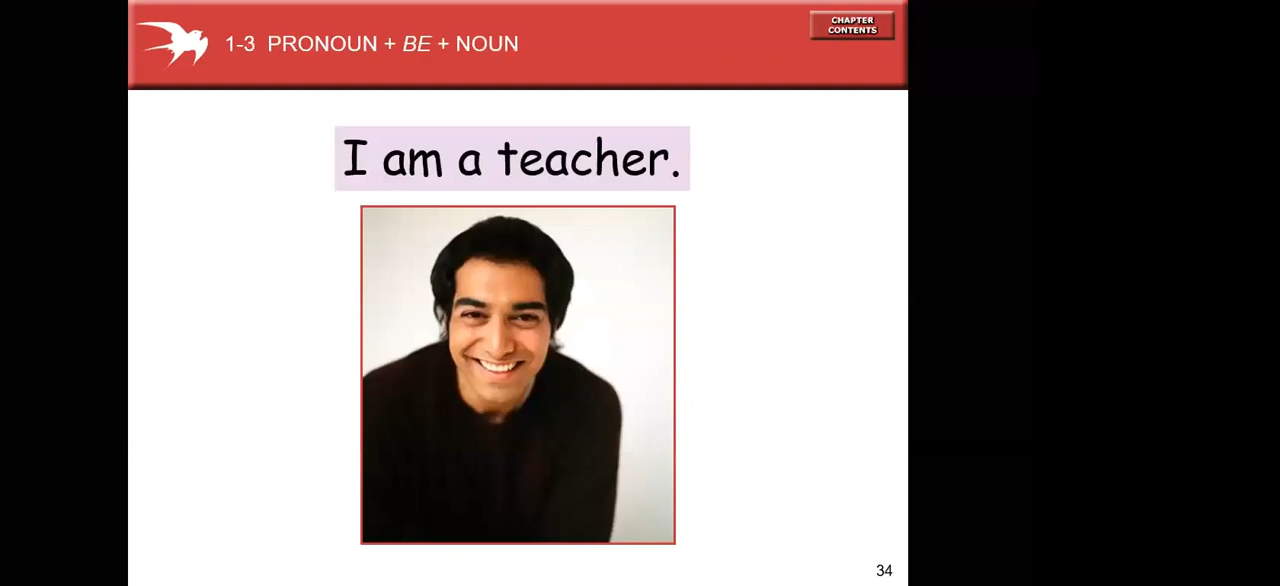 CHAPTER
CONTENTS
1-3 PRONOUN + BE + NOUN
I am a teacher.
34